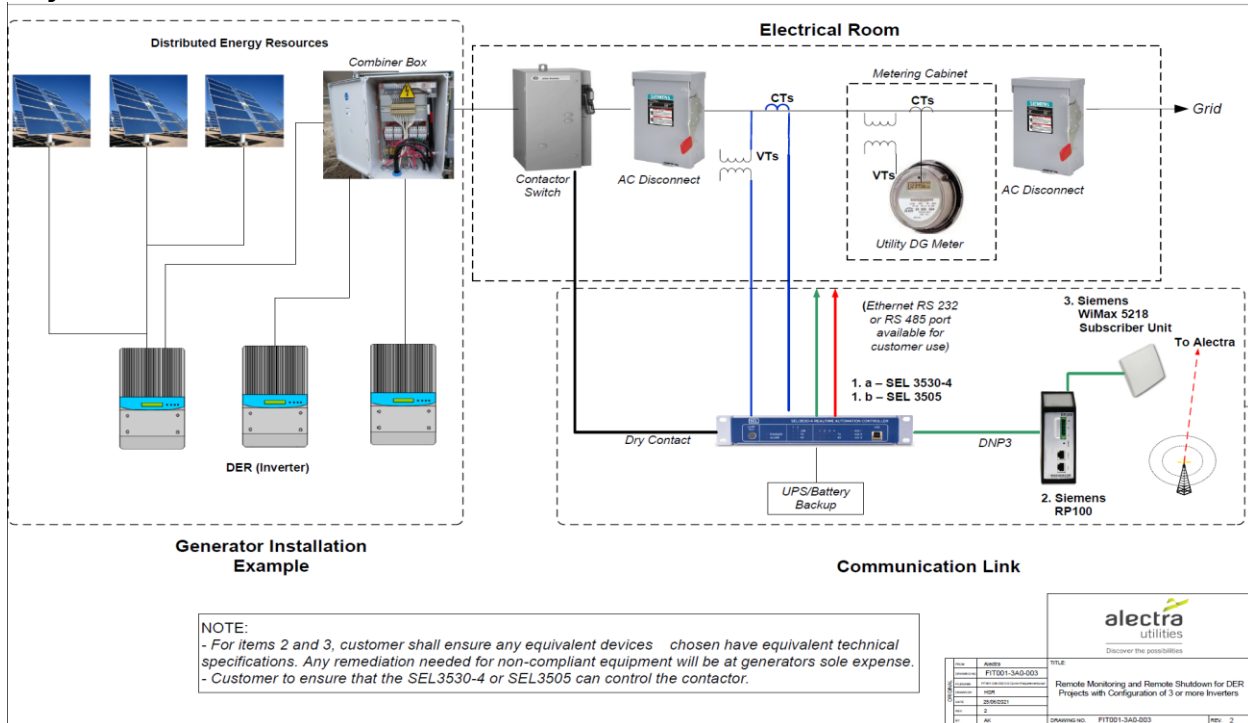 Distributed Energy Resources
Combiner Box
Electrical Room
Metering Cabinet
CTs
CTs
SIEMENS
SIEMENS
Grid
VTs
VTs
Contactor
Switch
AC Disconnect
AC Disconnect
Utility DG Meter
(Ethernet RS 232
or RS 485 port
available for
customer use)
3. Siemens
WiMax 5218
Subscriber Unit
To Alectra
1. a – SEL 3530-4
1. b – SEL 3505
Dry Contact
DNP3
UPS/Battery
Backup
2. Siemens
RP100
DER (Inverter)
Generator Installation
Example
Communication Link
NOTE:
- For items 2 and 3, customer shall ensure any equivalent devices chosen have equivalent technical
specifications. Any remediation needed for non-compliant equipment will be at generators sole expense.
- Customer to ensure that the SEL3530-4 or SEL3505 can control the contactor.
alectra
utilities
Discover the possibilities
ORIGINAL
Alectra
FIT001-3A0-003
HDR
DATE 25/06/2021
2
BY AK
TITLE:
Remote Monitoring and Remote Shutdown for DER
Projects with Configuration of 3 or more Inverters
DRAWING NO. FIT001-3A0-003 REV. 2